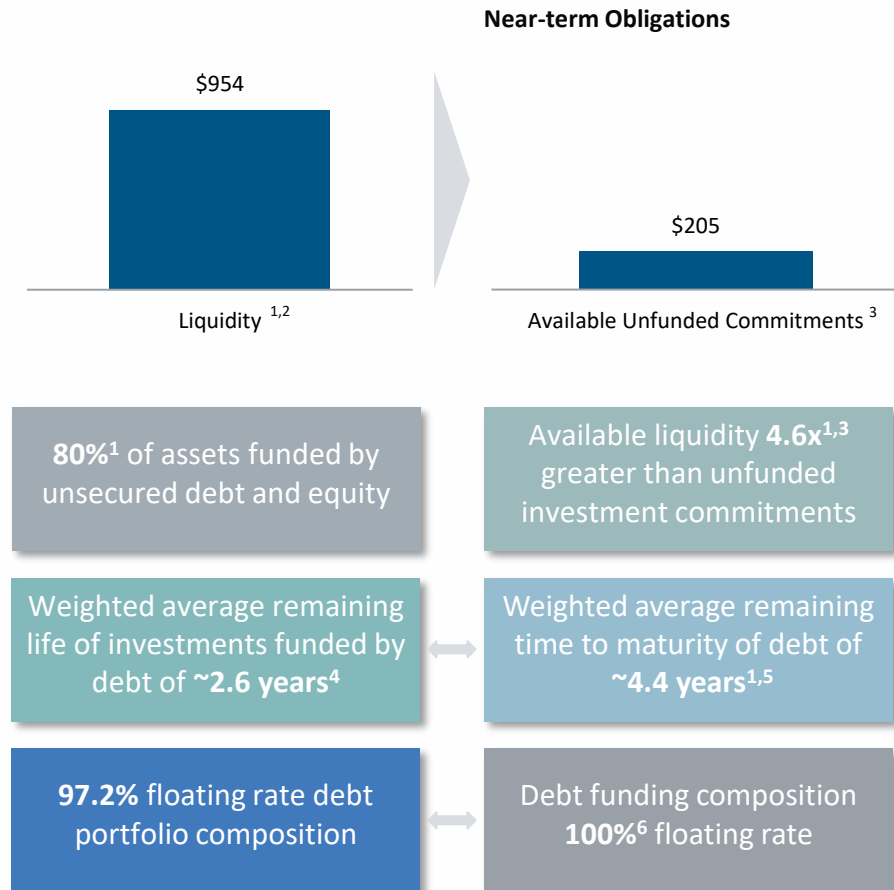 Near-term Obligations
$954
Liquidity 1,2
$205
Available Unfunded Commitments 3
80%1 of assets funded by
unsecured debt and equity
Available liquidity 4.6x1,3
greater than unfunded
investment commitments
Weighted average remaining
life of investments funded by
debt of ~2.6 years4
Weighted average remaining
time to maturity of debt of
~4.4 years1,5
97.2% floating rate debt
portfolio composition
Debt funding composition
100%6 floating rate